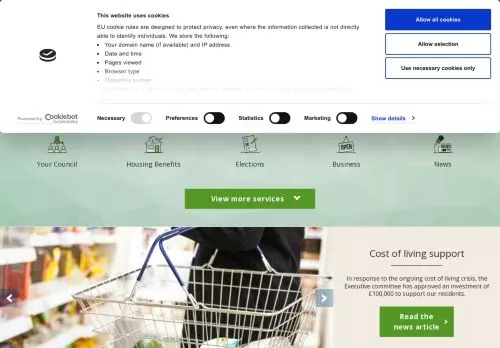 This website uses cookies
EU cookie rules are designed to protect privacy, even where the information collected is not directly
able to identify individuals. We store the following:
• Your domain name (if available) and IP address
• Date and time
• Pages viewed
• Browser type
• Operating system
Allow all cookies
Allow selection
Use necessary cookies only
Powered by Cookiebot
by Usercentrics
Necessary
Preferences
Statistics
Marketing
Show details
Your Council
Housing Benefits
Elections
OPEN
Business
News
View more services
Cost of living support
In response to the ongoing cost of living crisis, the
Executive committee has approved an investment of
£100,000 to support our residents.
Read the
news article